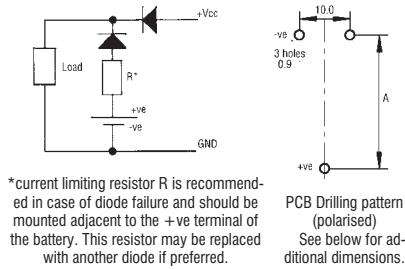 +Vcc
Load
R*
+ve
-ve
GND
*current limiting resistor R is recommend-
ed in case of diode failure and should be
mounted adjacent to the +ve terminal of
the battery. This resistor may be replaced
with another diode if preferred.
10.0
-ve
3 holes
0.9
A
+ve
PCB Drilling pattern
(polarised)
See below for ad-
ditional dimensions.